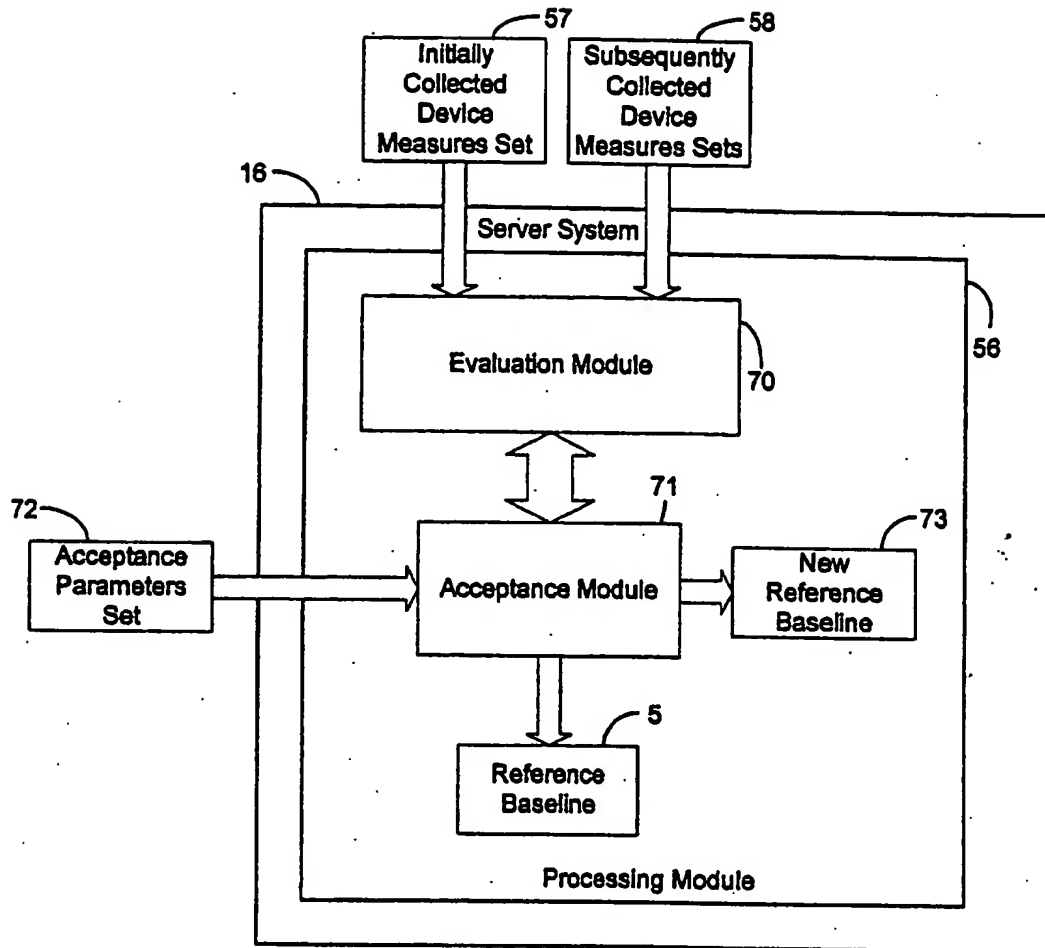 57
58
Initially
Collected
Device
Measures Set
Subsequently
Collected
Device
Measures Sets
16
Server System
56
Evaluation Module
70
72
71
73
Acceptance
Parameters
Set
Acceptance Module
New
Reference
Baseline
5
Reference
Baseline
Processing Module